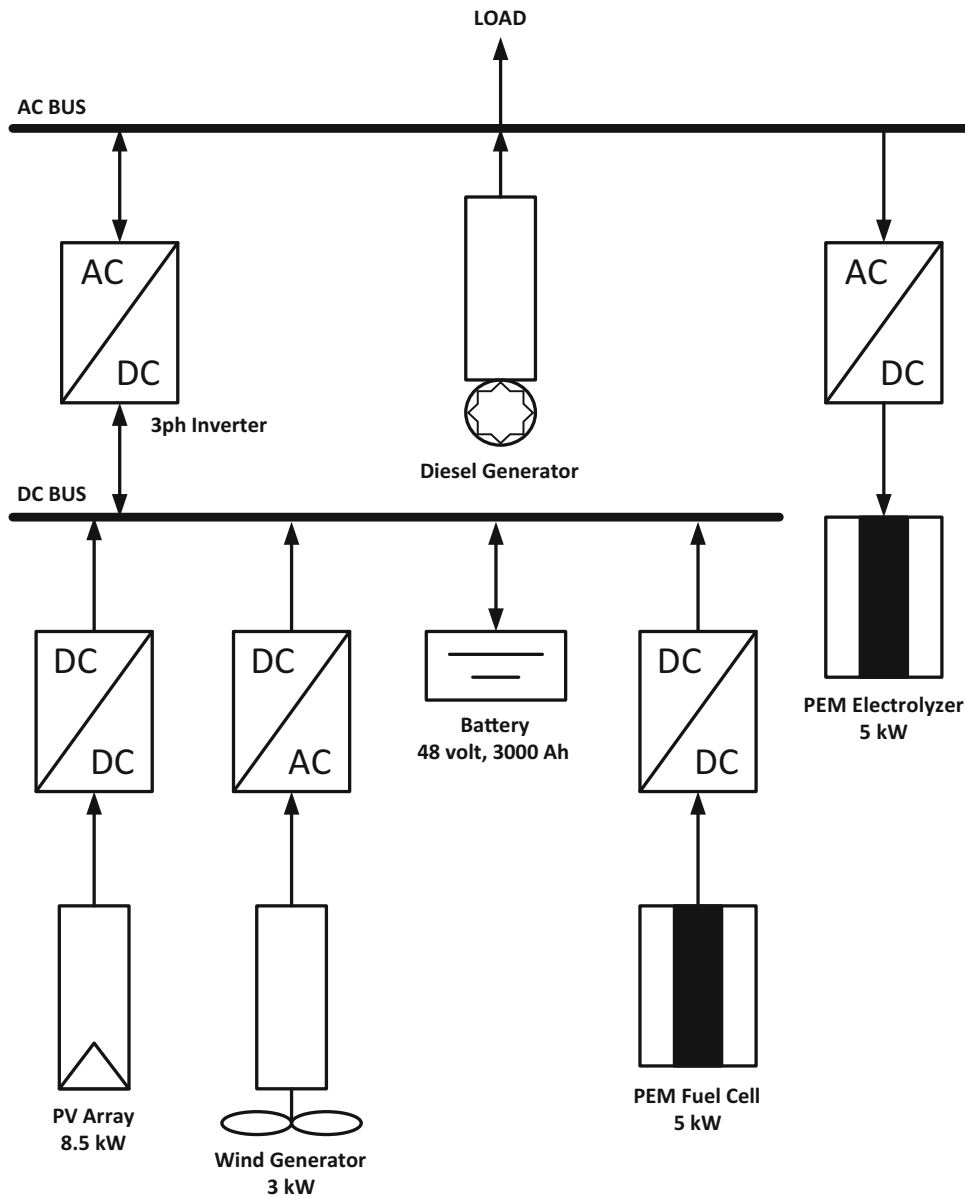 LOAD
AC BUS
AC
DC
3ph Inverter
Diesel Generator
AC
DC
DC BUS
DC
DC
DC
AC
Battery
48 volt, 3000 Ah
DC
DC
PEM Electrolyzer
5 kW
PV Array
8.5 kW
Wind Generator
3 kW
PEM Fuel Cell
5 kW